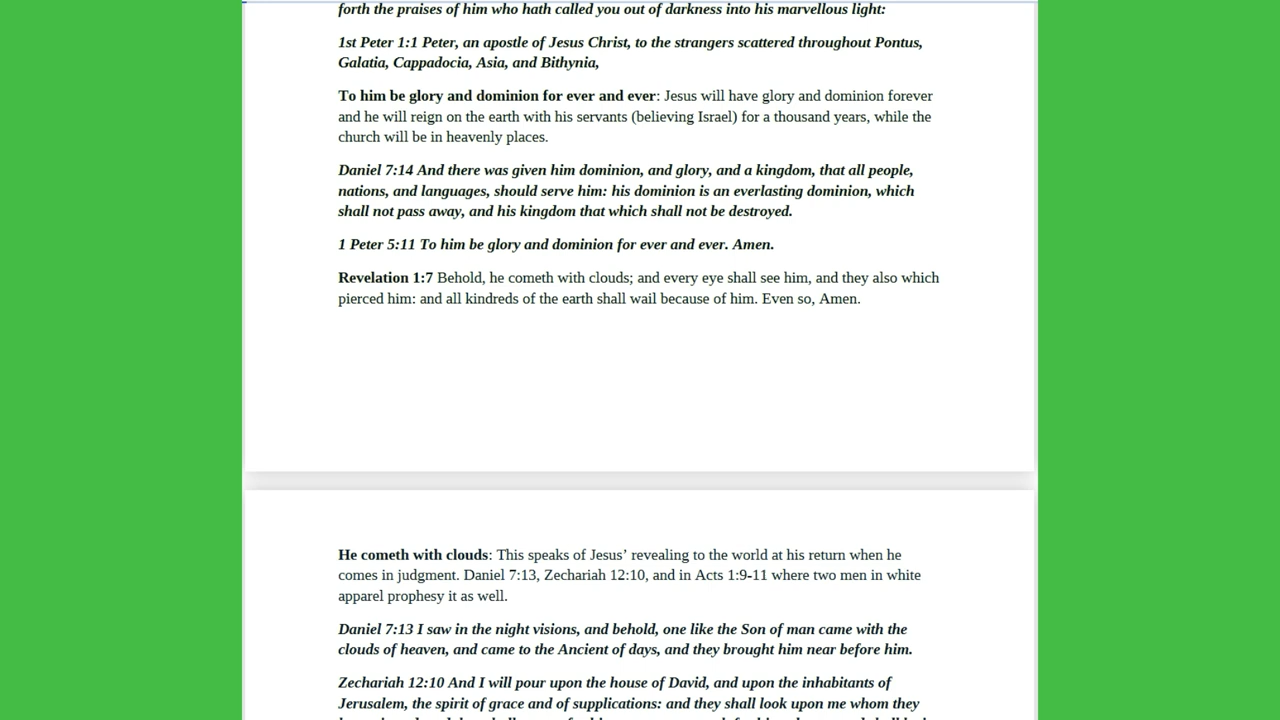 forth the praises of him who hath called you out of darkness into his marvellous light:
1st Peter 1:1 Peter, an apostle of Jesus Christ, to the strangers scattered throughout Pontus,
Galatia, Cappadocia, Asia, and Bithynia,
To him be glory and dominion for ever and ever: Jesus will have glory and dominion forever
and he will reign on the earth with his servants (believing Israel) for a thousand years, while the
church will be in heavenly places.
Daniel 7:14 And there was given him dominion, and glory, and a kingdom, that all people,
nations, and languages, should serve him: his dominion is an everlasting dominion, which
shall not pass away, and his kingdom that which shall not be destroyed.
1 Peter 5:11 To him be glory and dominion for ever and ever. Amen.
Revelation 1:7 Behold, he cometh with clouds; and every eye shall see him, and they also which
pierced him: and all kindreds of the earth shall wail because of him. Even so, Amen.
He cometh with clouds: This speaks of Jesus’ revealing to the world at his return when he
comes in judgment. Daniel 7:13, Zechariah 12:10, and in Acts 1:9-11 where two men in white
apparel prophesy it as well.
Daniel 7:13 I saw in the night visions, and behold, one like the Son of man came with the
clouds of heaven, and came to the Ancient of days, and they brought him near before him.
Zechariah 12:10 And I will pour upon the house of David, and upon the inhabitants of
Jerusalem, the spirit of grace and of supplications: and they shall look upon me whom they